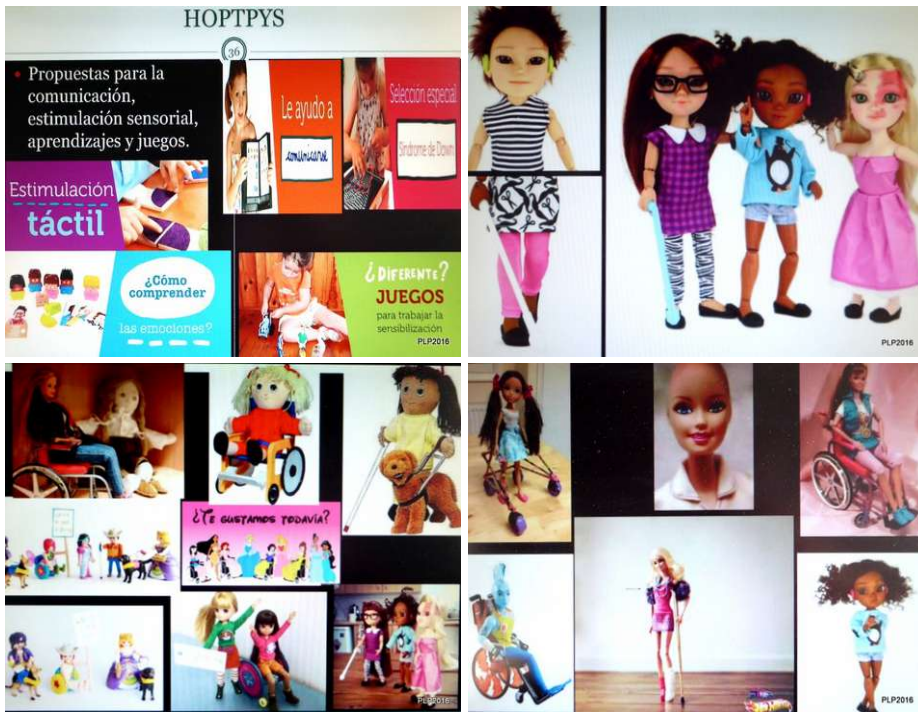 HOPTPYS
36
• Propuestas para la
comunicación,
estimulación sensorial,
aprendizajes y juegos.
Le ayudo a
comunicarse
Selección especial
Síndrome de Down
Estimulación
táctil
¿Cómo
comprender
las emociones?
¿DIFERENTE?
JUEGOS
para trabajar la
sensibilización
PLP2016
PLP2016
¿TE GUSTAMOS TODAVÍA?
PLP2016
PLP2016